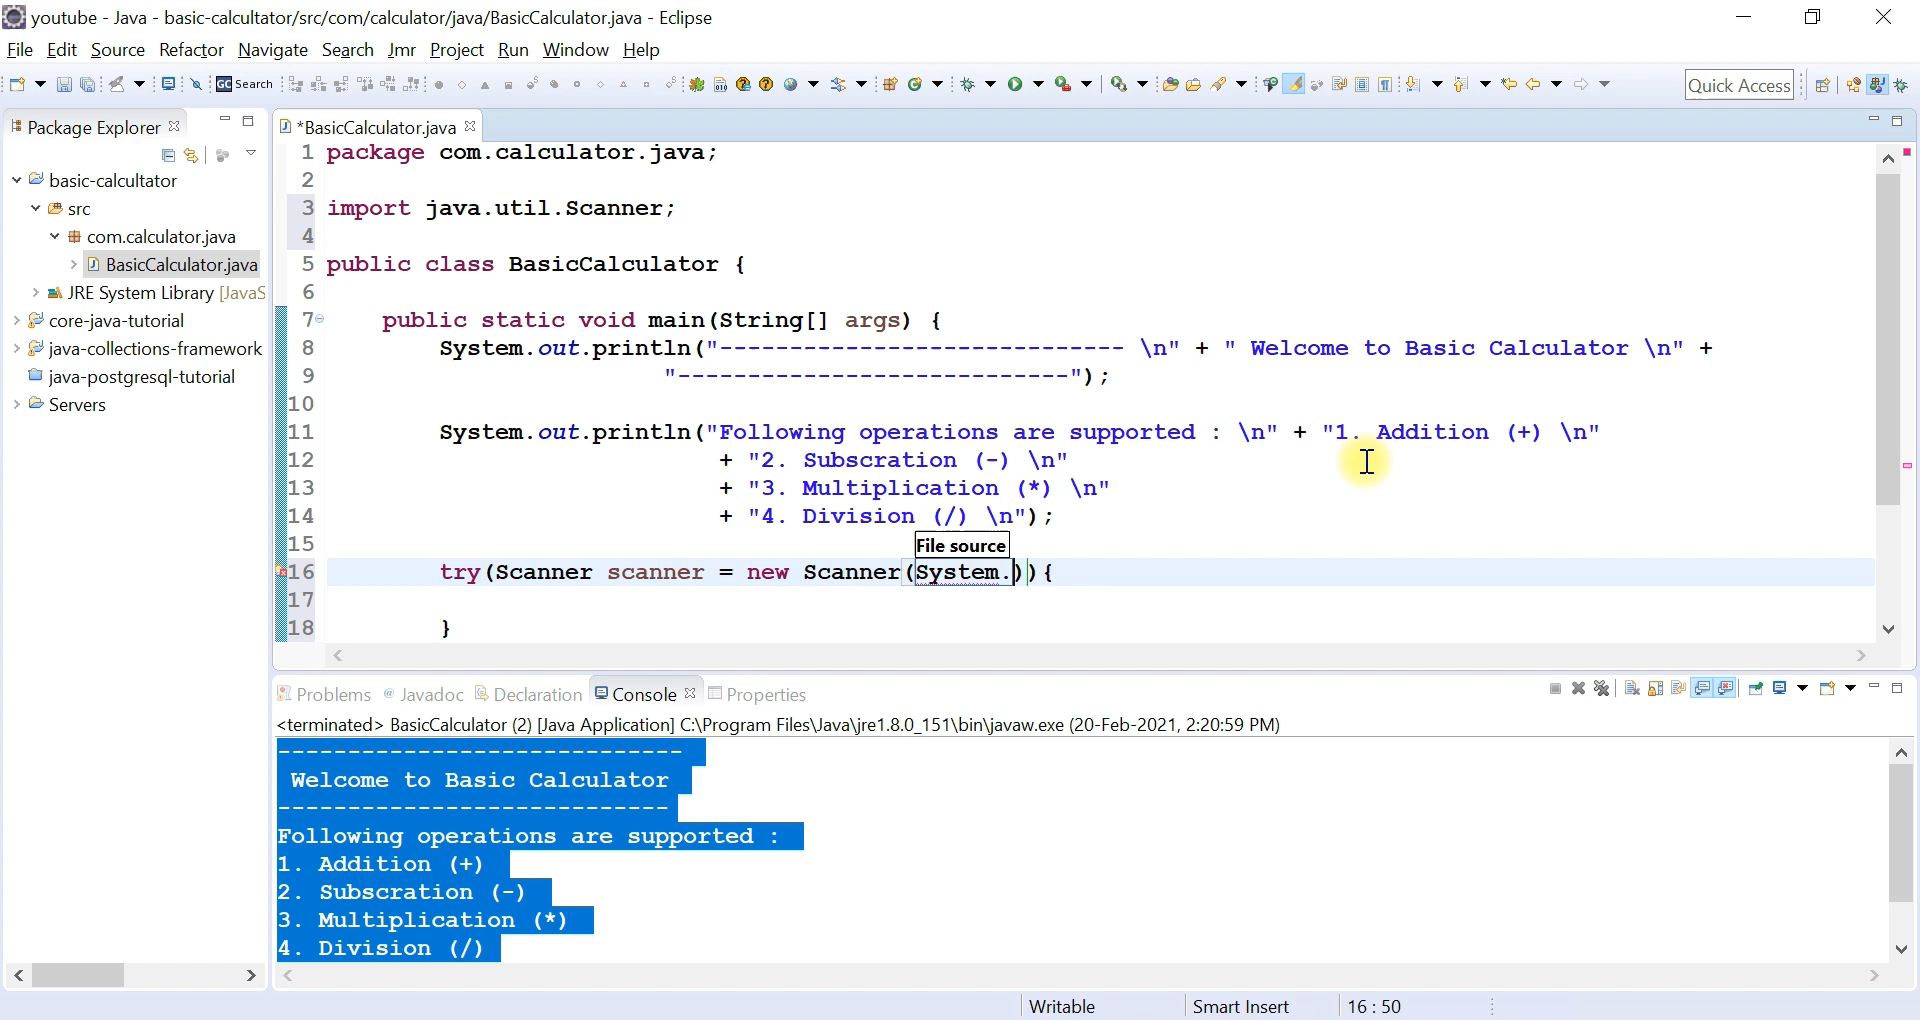 youtube - Java - basic-calcultator/src/com/calculator/java/BasicCalculator.java - Eclipse
File Edit Source Refactor Navigate Search Jmr Project Run Window Help
GC Search
Quick Access
Package Explorer
*BasicCalculator.java
basic-calcultator
src
com.calculator.java
BasicCalculator.java
JRE System Library [JavaS
core-java-tutorial
java-collections-framework
java-postgresql-tutorial
Servers
1 package com.calculator.java;
2
3 import java.util.Scanner;
4
5 public class BasicCalculator {
6
7 public static void main(String[] args) {
8 System.out.println("----------------------------- \n" + " Welcome to Basic Calculator \n" +
9 "----------------------------");
10
11 System.out.println("Following operations are supported : \n" + "1. Addition (+) \n"
12 + "2. Subscration (-) \n"
13 + "3. Multiplication (*) \n"
14 + "4. Division (/) \n");
15
File source
16 try(Scanner scanner = new Scanner(System.)){
17
18 }
Problems @ Javadoc Declaration Console Properties
<terminated> BasicCalculator (2) [Java Application] C:\Program Files\Java\jre1.8.0_151\bin\javaw.exe (20-Feb-2021, 2:20:59 PM)
-----------------------------
Welcome to Basic Calculator
----------------------------
Following operations are supported :
1. Addition (+)
2. Subscration (-)
3. Multiplication (*)
4. Division (/)
Writable Smart Insert 16 : 50